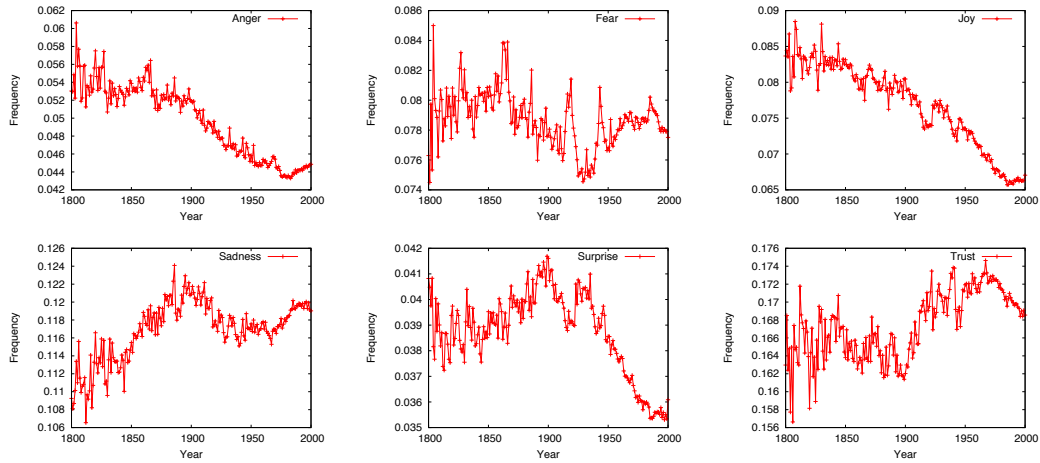 Anger
Frequency
0.062
0.06
0.058
0.056
0.054
0.052
0.05
0.048
0.046
0.044
0.042
1800 1850 1900 1950 2000
Year
Fear
Frequency
0.086
0.084
0.082
0.08
0.078
0.076
0.074
1800 1850 1900 1950 2000
Year
Joy
Frequency
0.09
0.085
0.08
0.075
0.07
0.065
1800 1850 1900 1950 2000
Year
Sadness
Frequency
0.126
0.124
0.12
0.118
0.116
0.114
0.112
0.11
0.108
0.106
1800 1850 1900 1950 2000
Year
Surprise
Frequency
0.042
0.041
0.04
0.039
0.038
0.037
0.036
0.035
1800 1850 1900 1950 2000
Year
Trust
Frequency
0.176
0.174
0.172
0.17
0.168
0.166
0.164
0.162
0.16
0.158
0.156
1800 1850 1900 1950 2000
Year